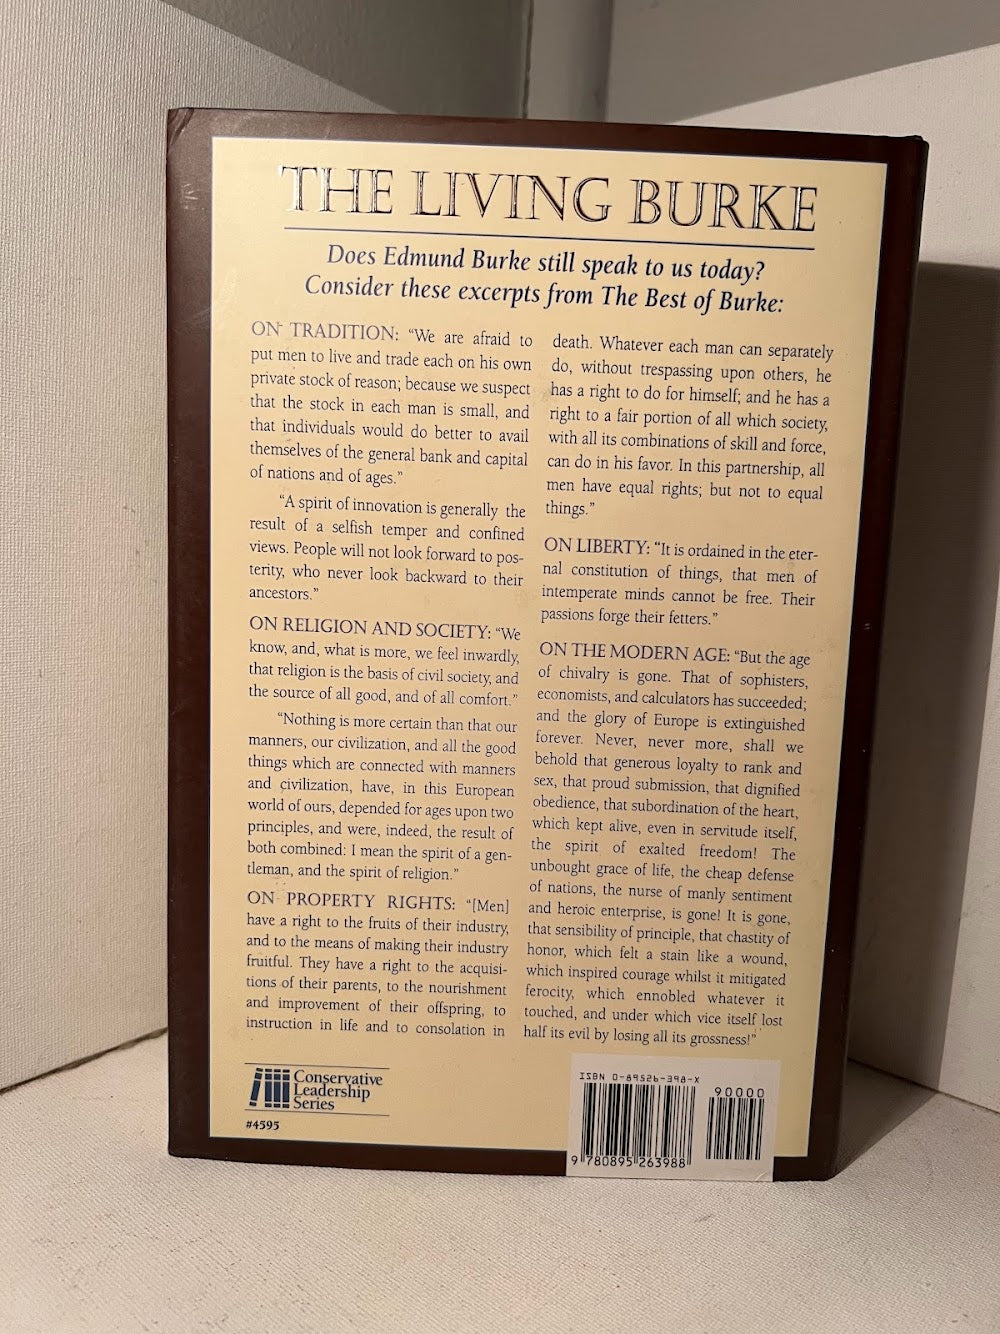 THE LIVING BURKE
Does Edmund Burke still speak to us today?
Consider these excerpts from The Best of Burke:
ON TRADITION: “We are afraid to
put men to live and trade each on his own
private stock of reason; because we suspect
that the stock in each man is small, and
that individuals would do better to avail
themselves of the general bank and capital
of nations and of ages.”
“A spirit of innovation is generally the
result of a selfish temper and confined
views. People will not look forward to pos-
terity, who never look backward to their
ancestors.”
ON RELIGION AND SOCIETY: “We
know, and, what is more, we feel inwardly,
that religion is the basis of civil society, and
the source of all good, and of all comfort.”
“Nothing is more certain than that our
manners, our civilization, and all the good
things which are connected with manners
and civilization, have, in this European
world of ours, depended for ages upon two
principles, and were, indeed, the result of
both combined: I mean the spirit of a gen-
tleman, and the spirit of religion.”
ON PROPERTY RIGHTS: “[Men]
have a right to the fruits of their industry,
and to the means of making their industry
fruitful. They have a right to the acquisi-
tions of their parents, to the nourishment
and improvement of their offspring, to
instruction in life and to consolation in
death. Whatever each man can separately
do, without trespassing upon others, he
has a right to do for himself; and he has a
right to a fair portion of all which society,
with all its combinations of skill and force,
can do in his favor. In this partnership, all
men have equal rights; but not to equal
things.”
ON LIBERTY: “It is ordained in the eter-
nal constitution of things, that men of
intemperate minds cannot be free. Their
passions forge their fetters.”
ON THE MODERN AGE: “But the age
of chivalry is gone. That of sophisters,
economists, and calculators has succeeded;
and the glory of Europe is extinguished
forever. Never, never more, shall we
behold that generous loyalty to rank and
sex, that proud submission, that dignified
obedience, that subordination of the heart,
which kept alive, even in servitude itself,
the spirit of exalted freedom! The
unbought grace of life, the cheap defense
of nations, the nurse of manly sentiment
and heroic enterprise, is gone! It is gone,
that sensibility of principle, that chastity of
honor, which felt a stain like a wound,
which inspired courage whilst it mitigated
ferocity, which ennobled whatever it
touched, and under which vice itself lost
half its evil by losing all its grossness!”
Conservative
Leadership
Series
#4595
ISBN 0-89526-398-X
90000
9 780895 263988